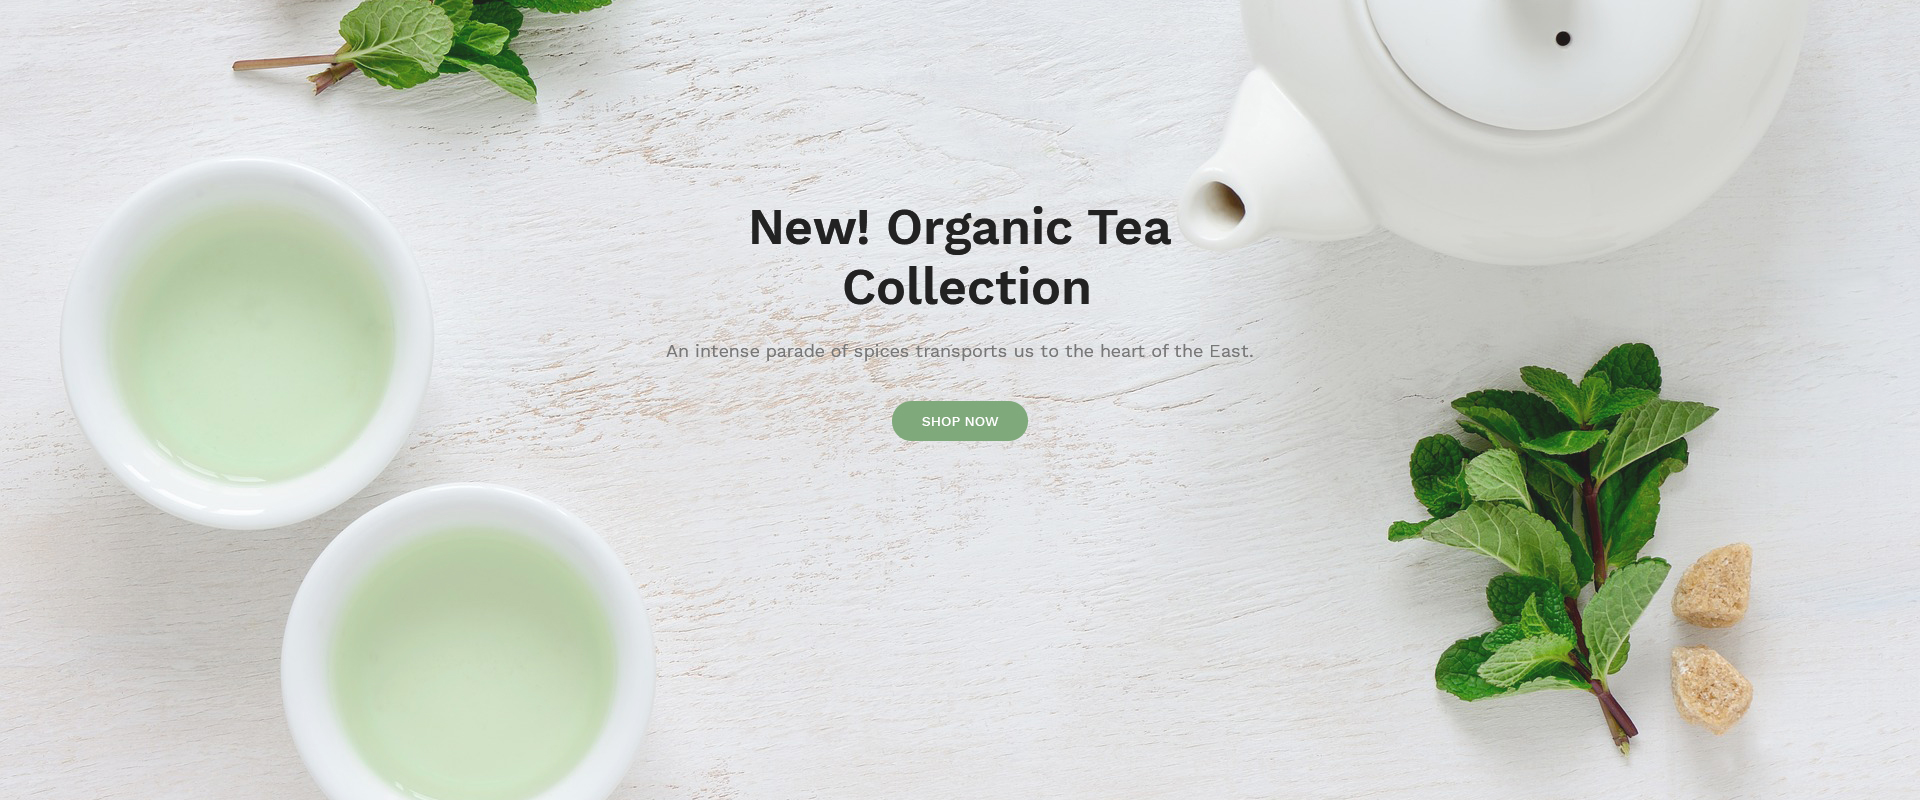 New! Organic Tea
Collection
An intense parade of spices transports us to the heart of the East.
SHOP NOW